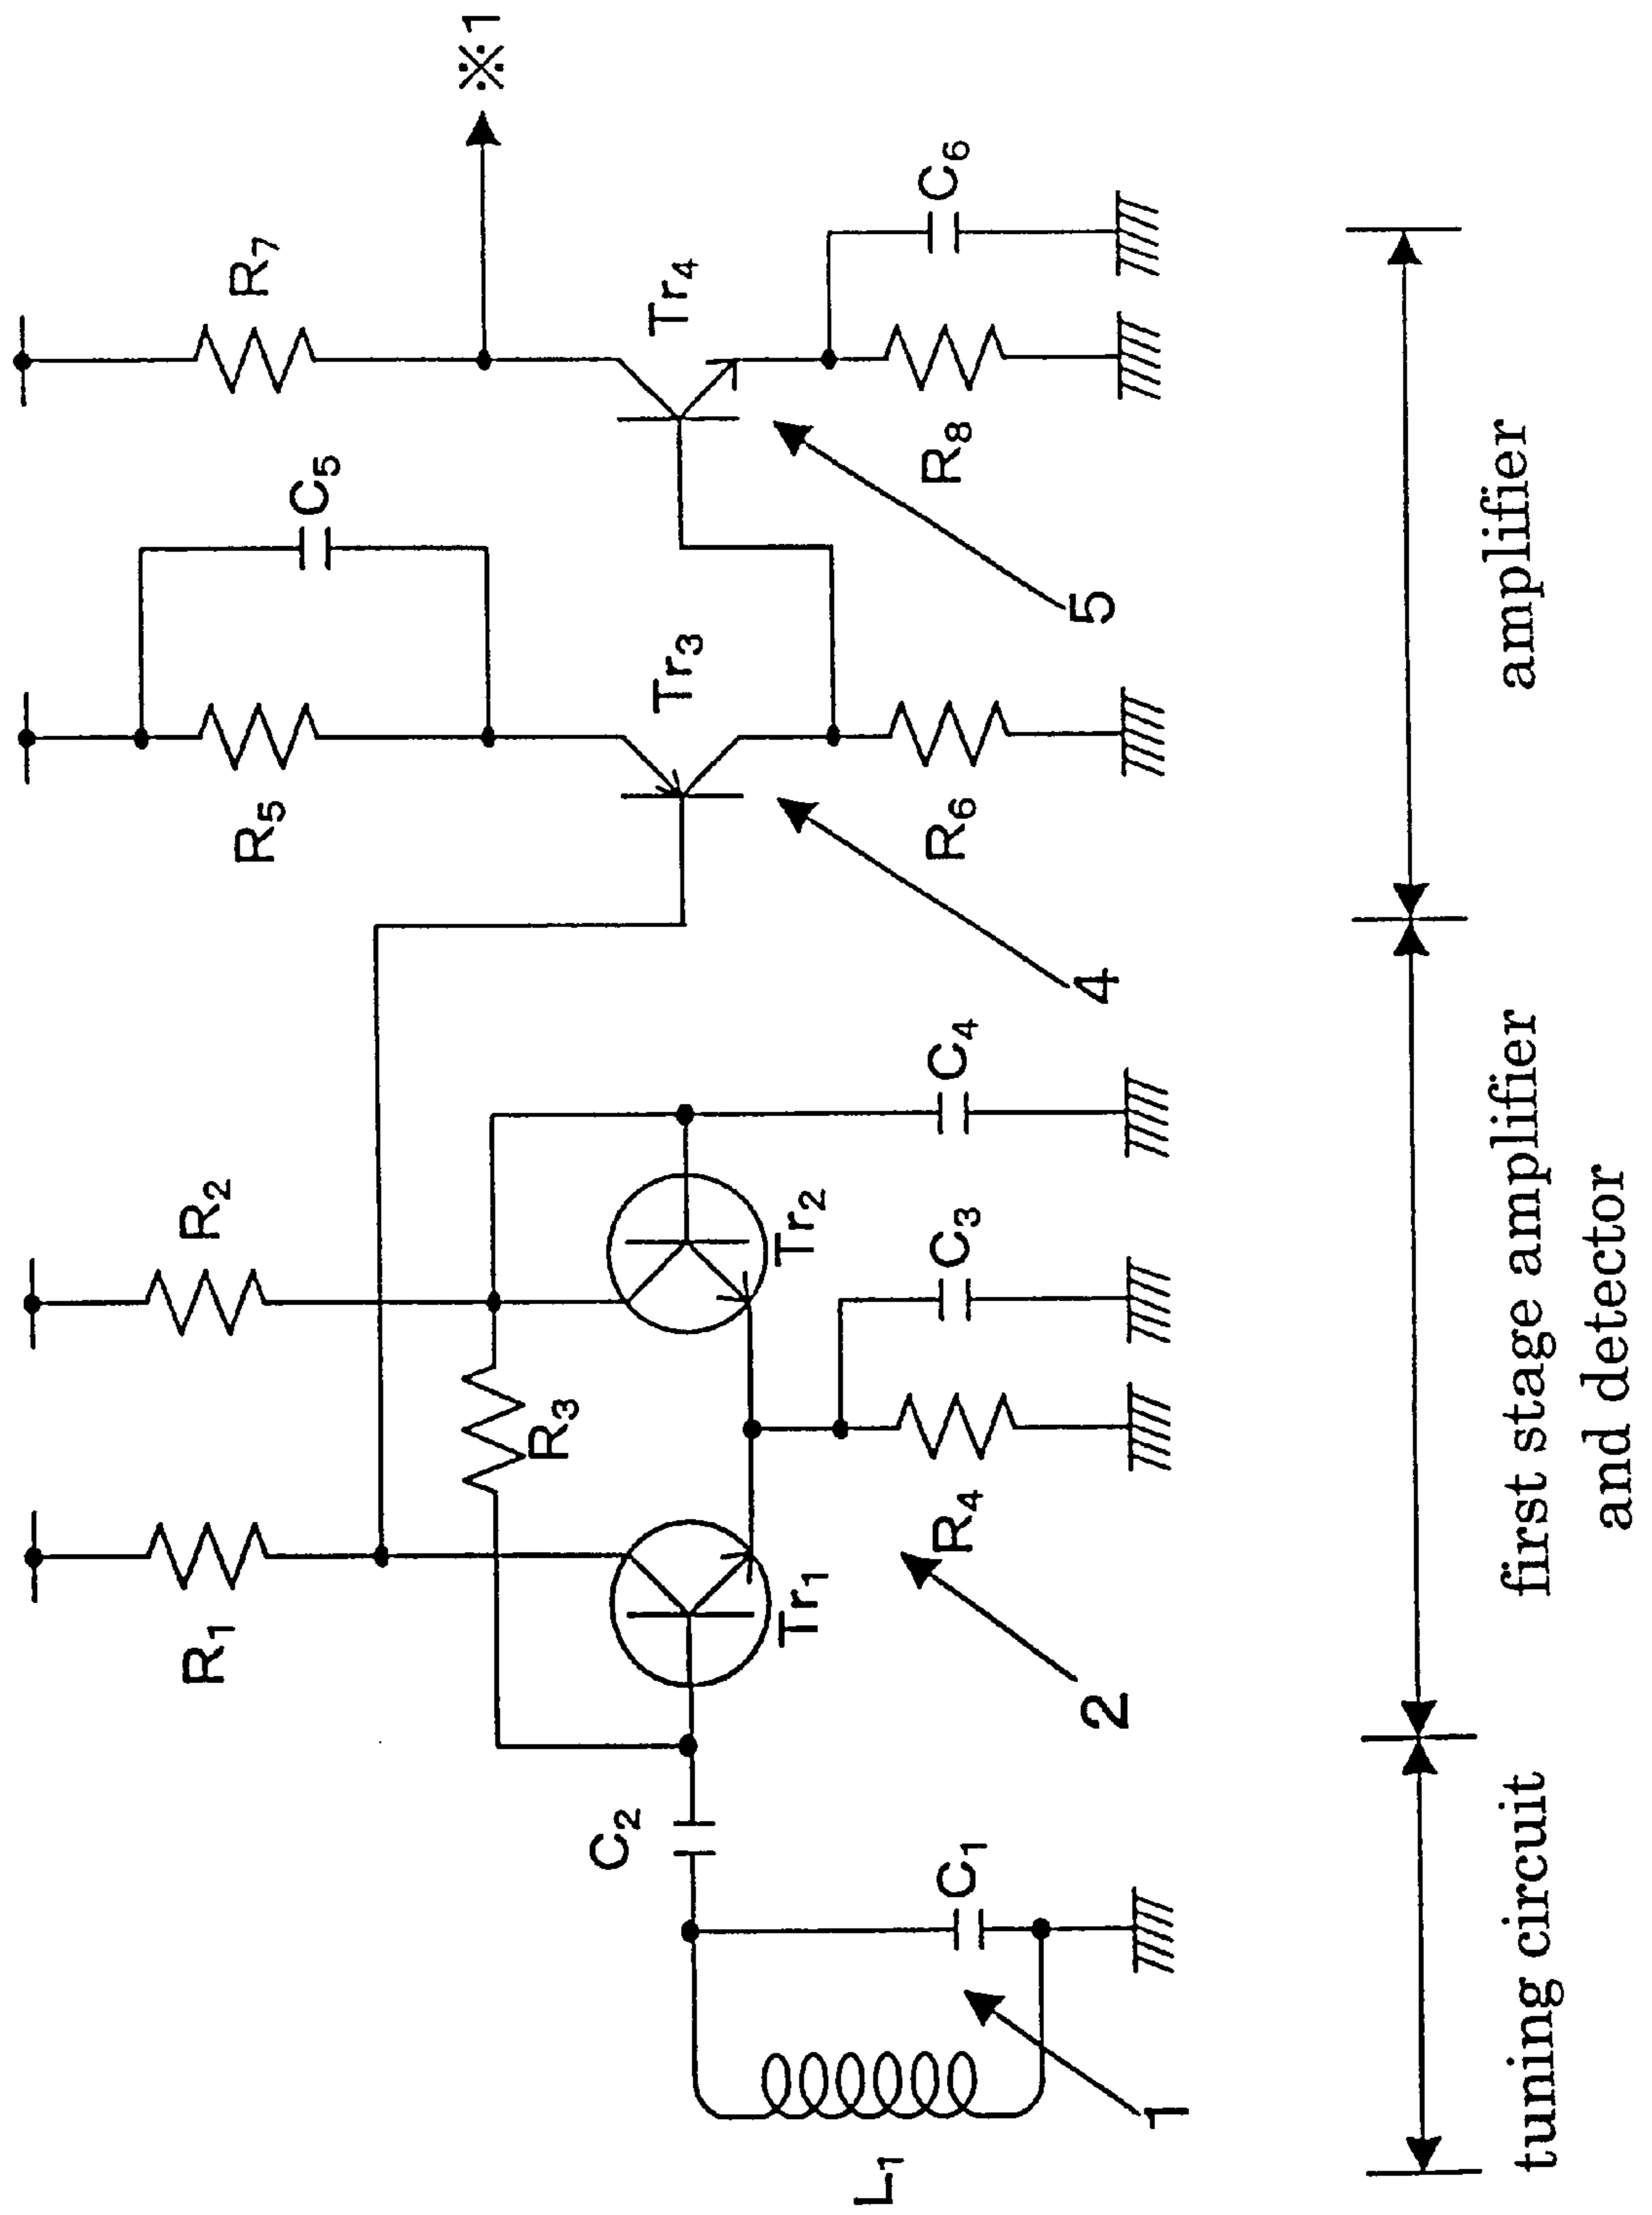 R₁
R₂
R₅
C₅
R₇
※1
R₃
L₁
C₂
Tr₁
Tr₂
Tr₃
Tr₄
C₁
R₄
C₃
C₄
R₆
R₈
C₆
1
2
4
5
tuning circuit
first stage amplifier
and detector
amplifier